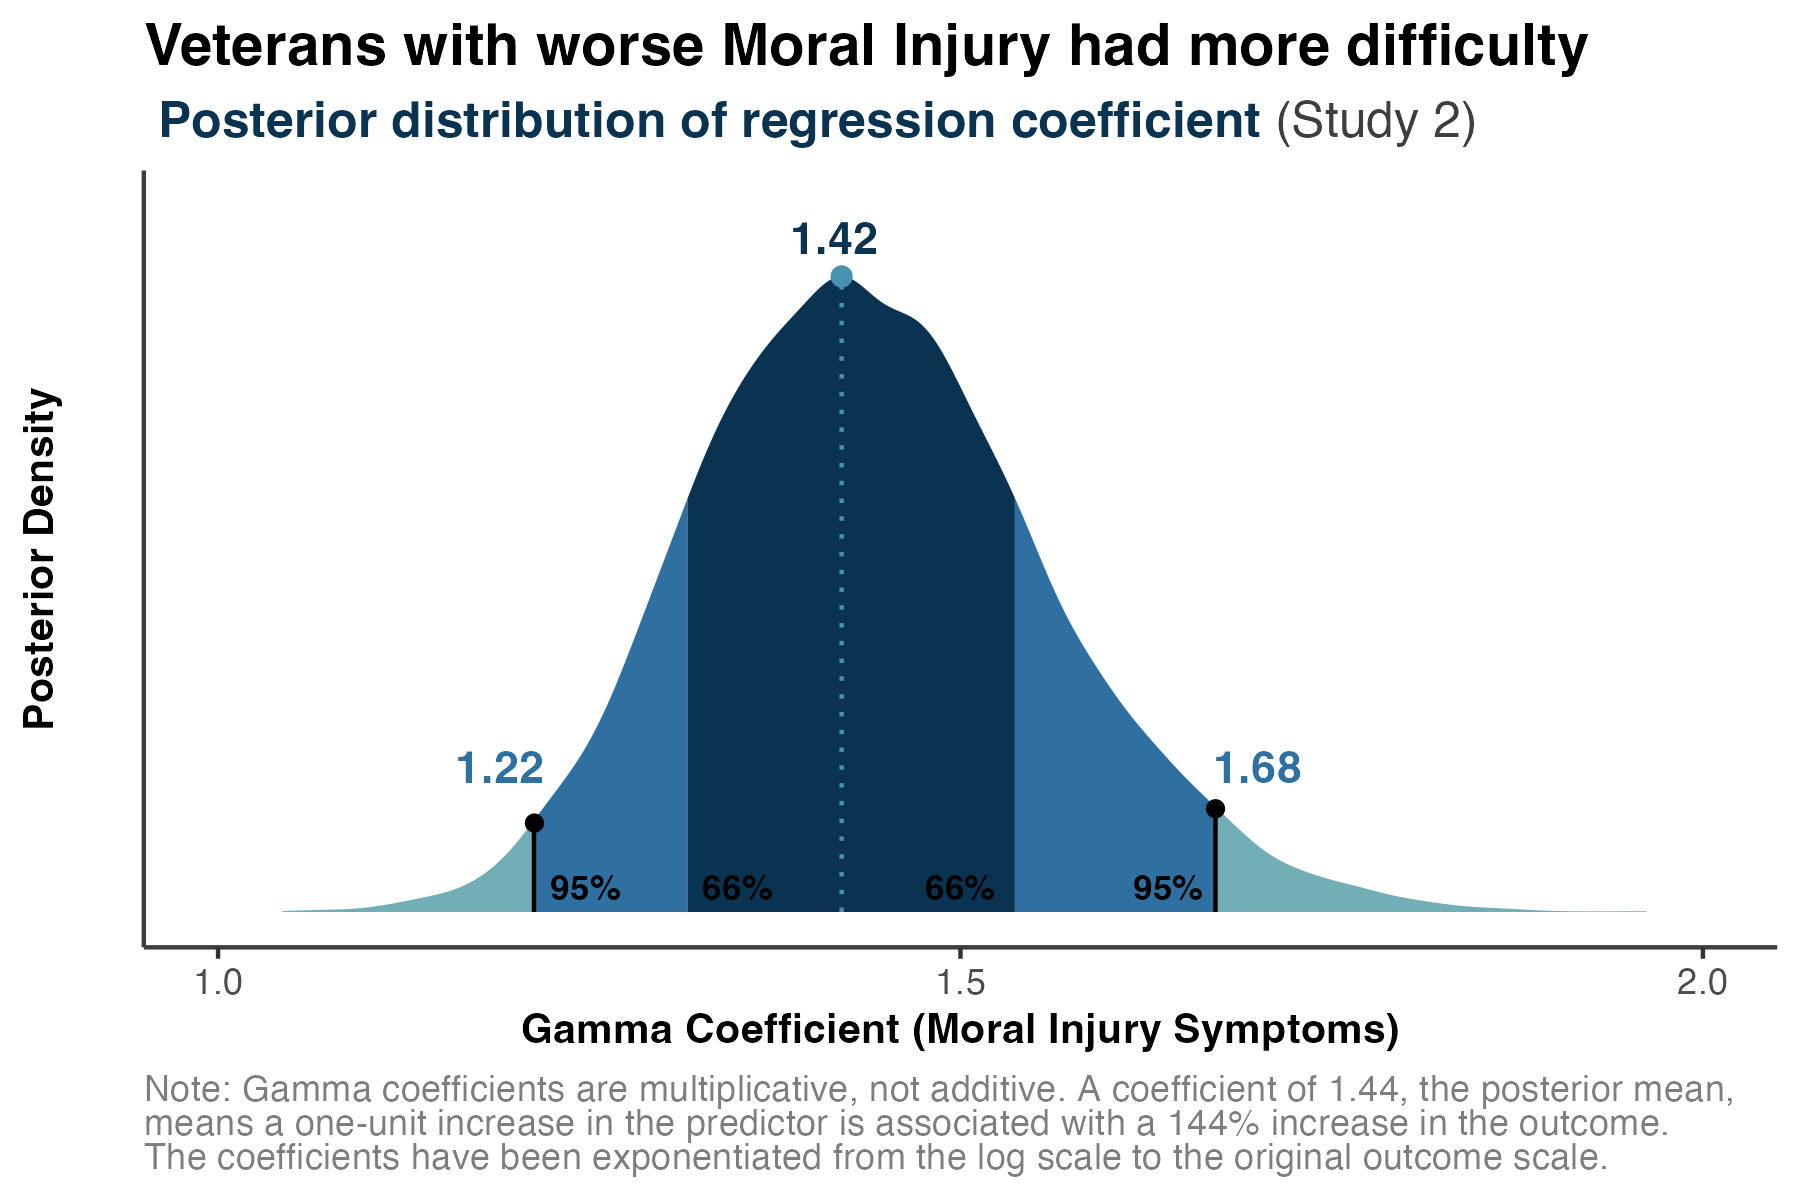 Veterans with worse Moral Injury had more difficulty
Posterior distribution of regression coefficient (Study 2)
1.42
Posterior Density
1.22
1.68
95%
66%
66%
95%
1.0
1.5
2.0
Gamma Coefficient (Moral Injury Symptoms)
Note: Gamma coefficients are multiplicative, not additive. A coefficient of 1.44, the posterior mean,
means a one-unit increase in the predictor is associated with a 144% increase in the outcome.
The coefficients have been exponentiated from the log scale to the original outcome scale.